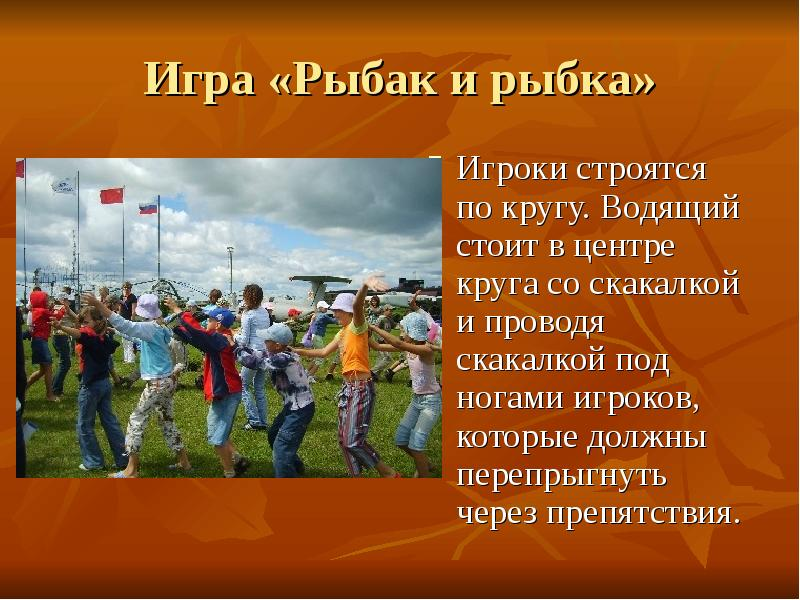 Игра «Рыбак и рыбка»
Игроки строятся
по кругу. Водящий
стоит в центре
круга со скакалкой
и проводя
скакалкой под
ногами игроков,
которые должны
перепрыгнуть
через препятствия.